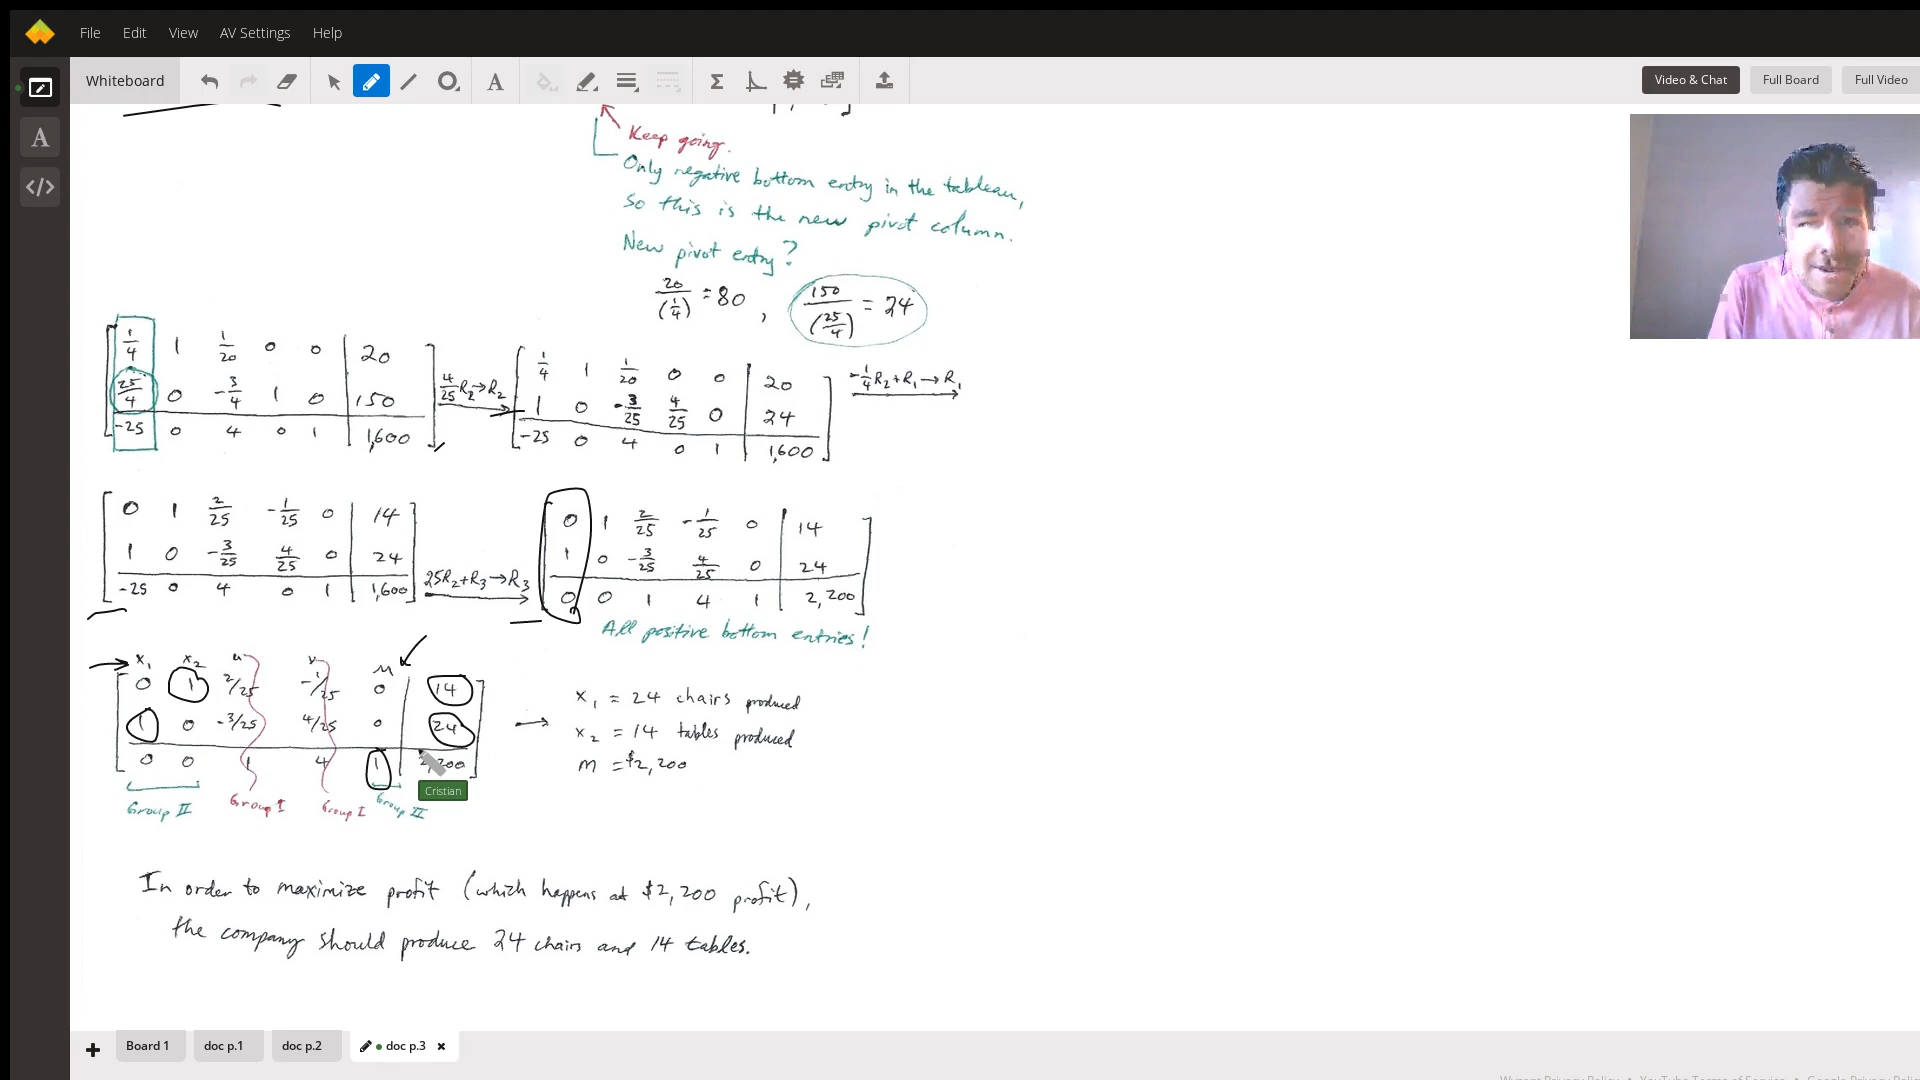 File Edit View AV Settings Help
Whiteboard
A
Σ
Video & Chat Full Board Full Video
A
</>
Keep going.
Only negative bottom entry in the tableau,
So this is the new pivot column.
New pivot entry?
20/(1/4) = 80 , 150/(25/4) = 24
1/4 1 1/20 0 0 | 20
25/4 0 -3/4 1 0 | 150
-25 0 4 0 1 | 1,600
4/25 R2→R2
1/4 1 1/20 0 0 | 20
1 0 -3/25 4/25 0 | 24
-25 0 4 0 1 | 1,600
-1/4 R2+R1→R1
0 1 2/25 -1/25 0 | 14
1 0 -3/25 4/25 0 | 24
-25 0 4 0 1 | 1,600
25R2+R3→R3
0 1 2/25 -1/25 0 | 14
1 0 -3/25 4/25 0 | 24
0 0 1 4 1 | 2,200
All positive bottom entries!
x1 x2 u v M
0 1 2/25 -1/25 0 | 14
1 0 -3/25 4/25 0 | 24
0 0 1 4 1 | 2,200
Group II Group I Group I Group II
Cristian
x1 = 24 chairs produced
x2 = 14 tables produced
M = $2,200
In order to maximize profit (which happens at $2,200 profit),
the company should produce 24 chairs and 14 tables.
+ Board 1 doc p.1 doc p.2 doc p.3 ×